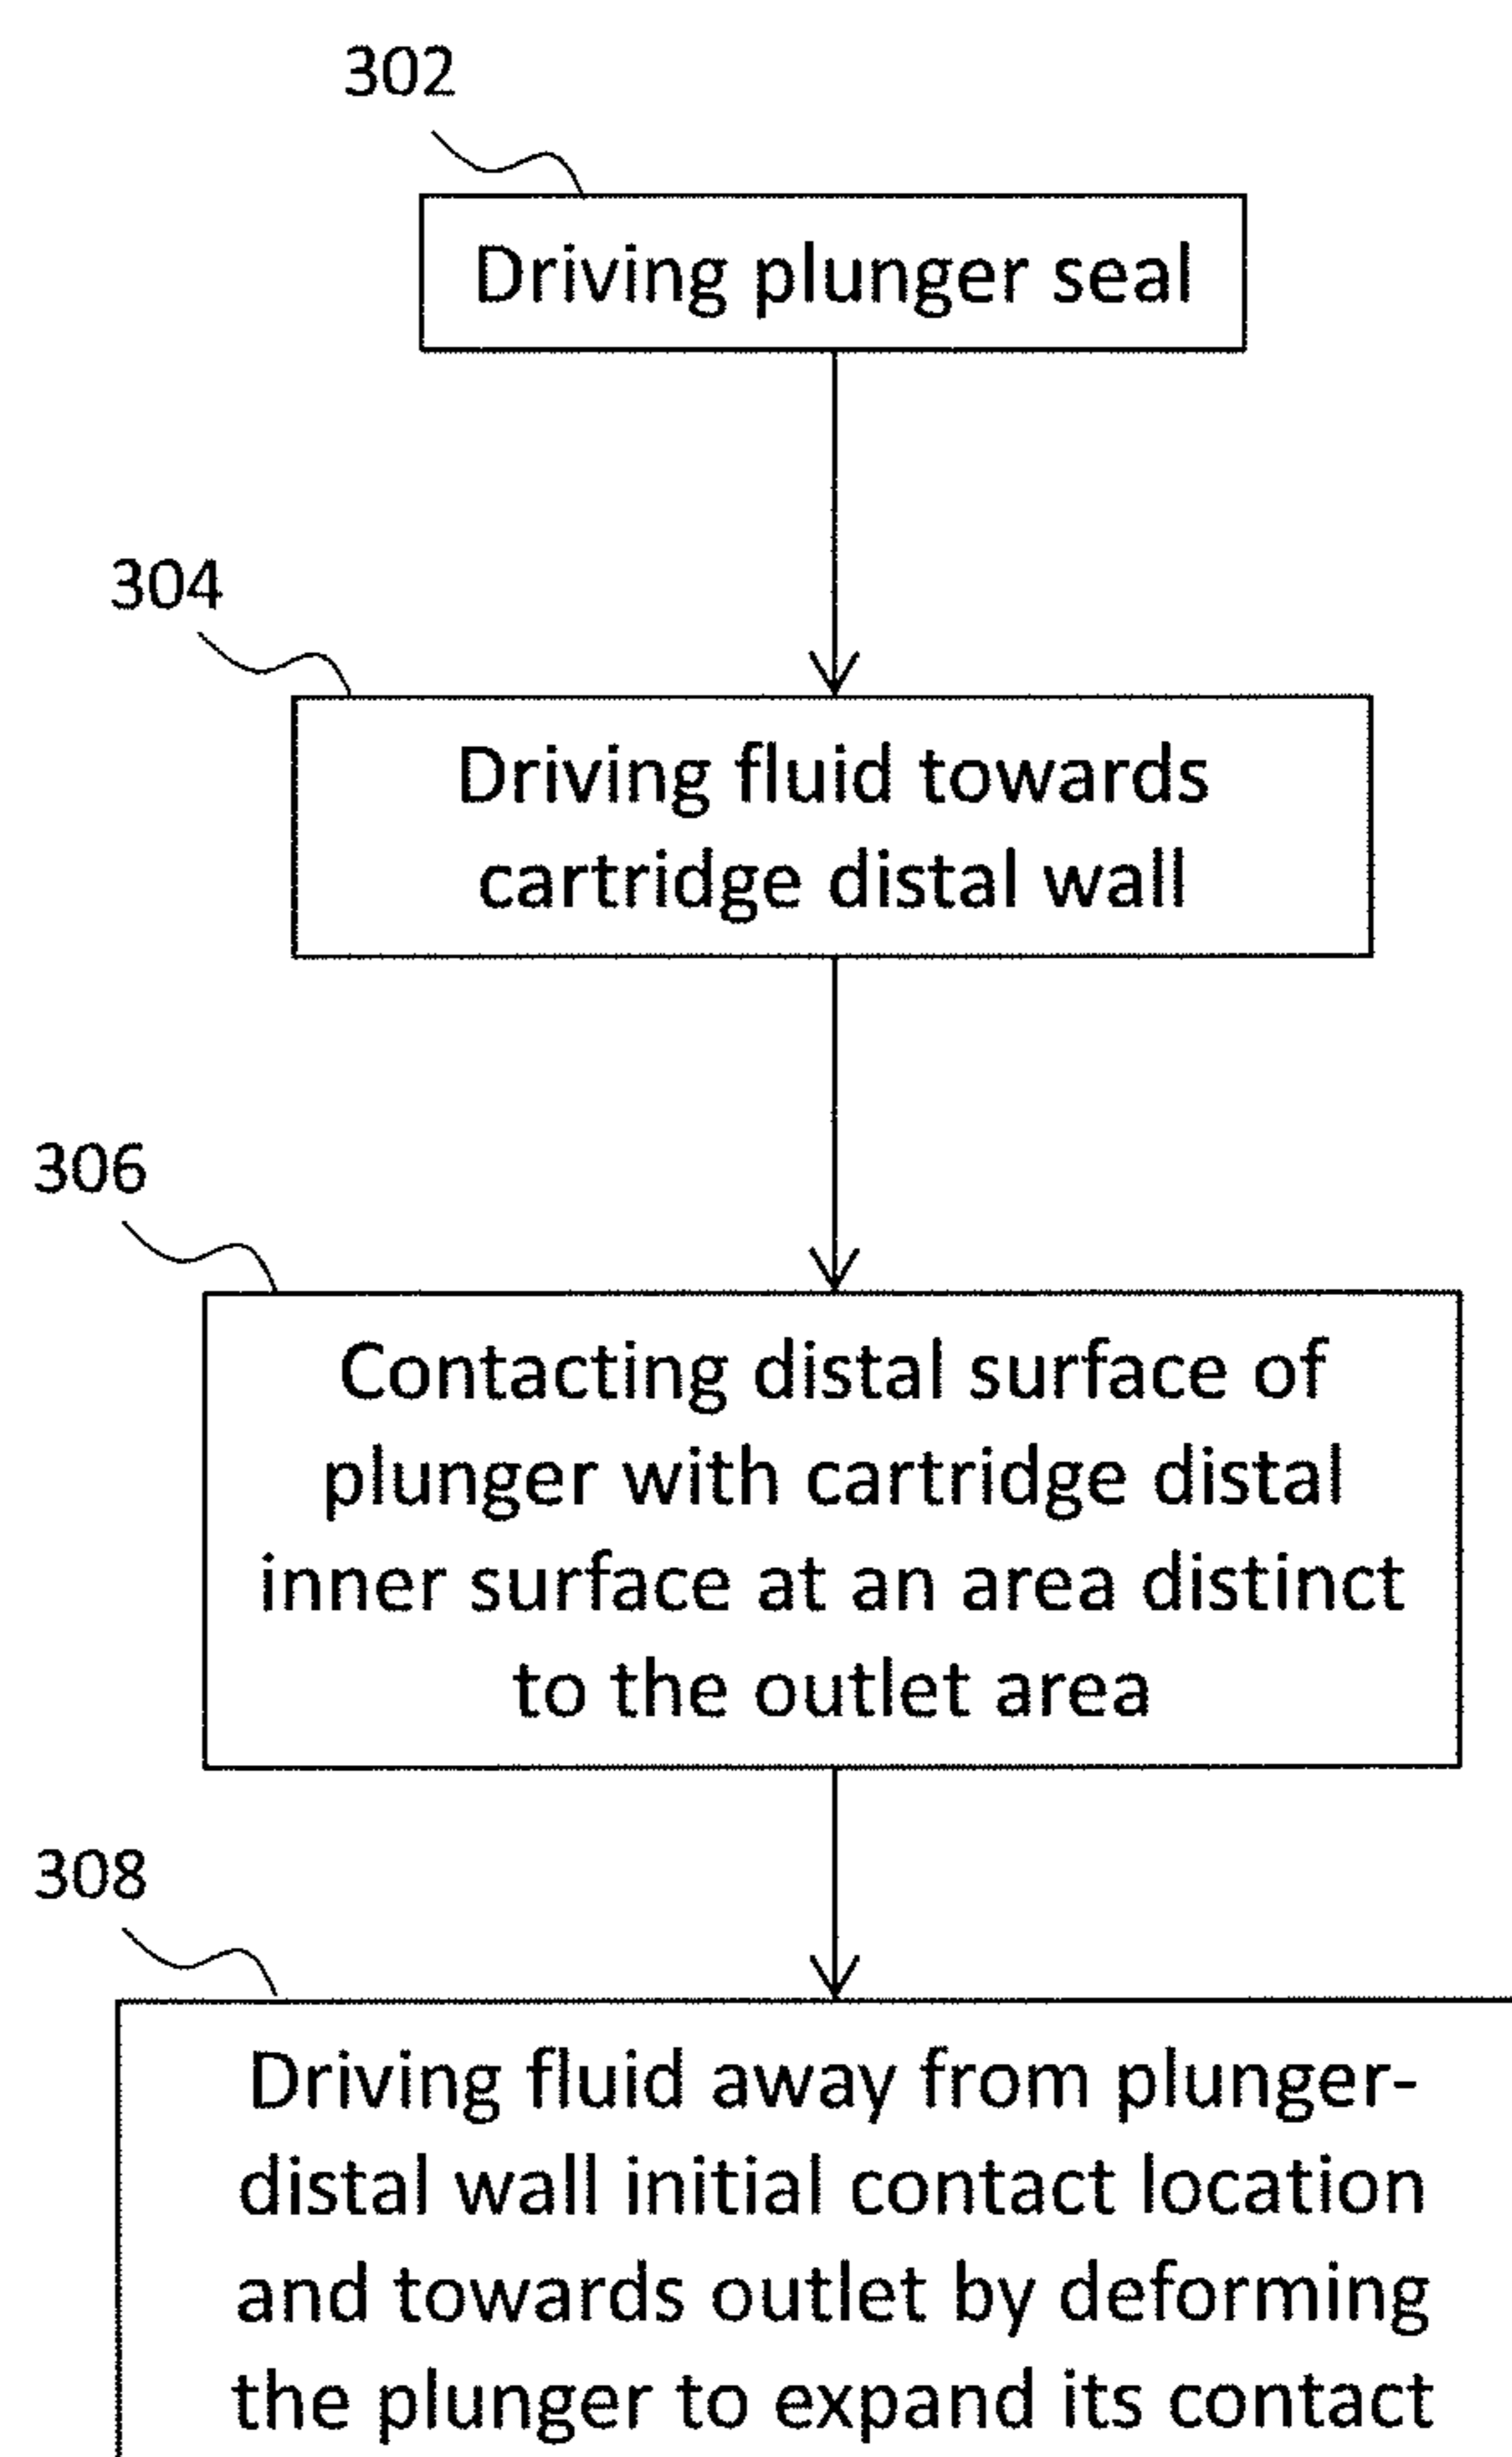 302
Driving plunger seal
304
Driving fluid towards
cartridge distal wall
306
Contacting distal surface of
plunger with cartridge distal
inner surface at an area distinct
to the outlet area
308
Driving fluid away from plunger-
distal wall initial contact location
and towards outlet by deforming
the plunger to expand its contact